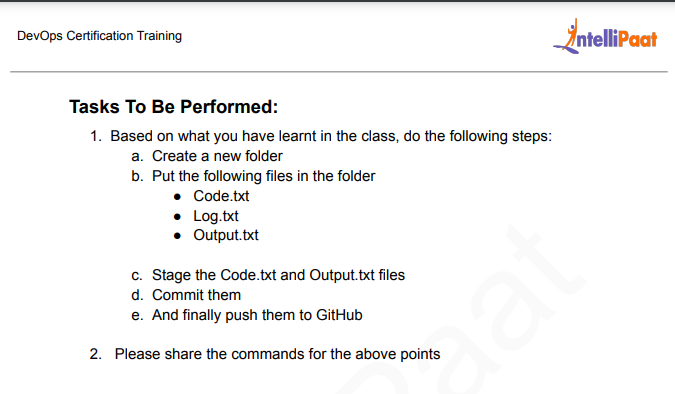 DevOps Certification Training
IntelliPaat
Tasks To Be Performed:
1. Based on what you have learnt in the class, do the following steps:
a. Create a new folder
b. Put the following files in the folder
● Code.txt
● Log.txt
● Output.txt
c. Stage the Code.txt and Output.txt files
d. Commit them
e. And finally push them to GitHub
2. Please share the commands for the above points
Paat